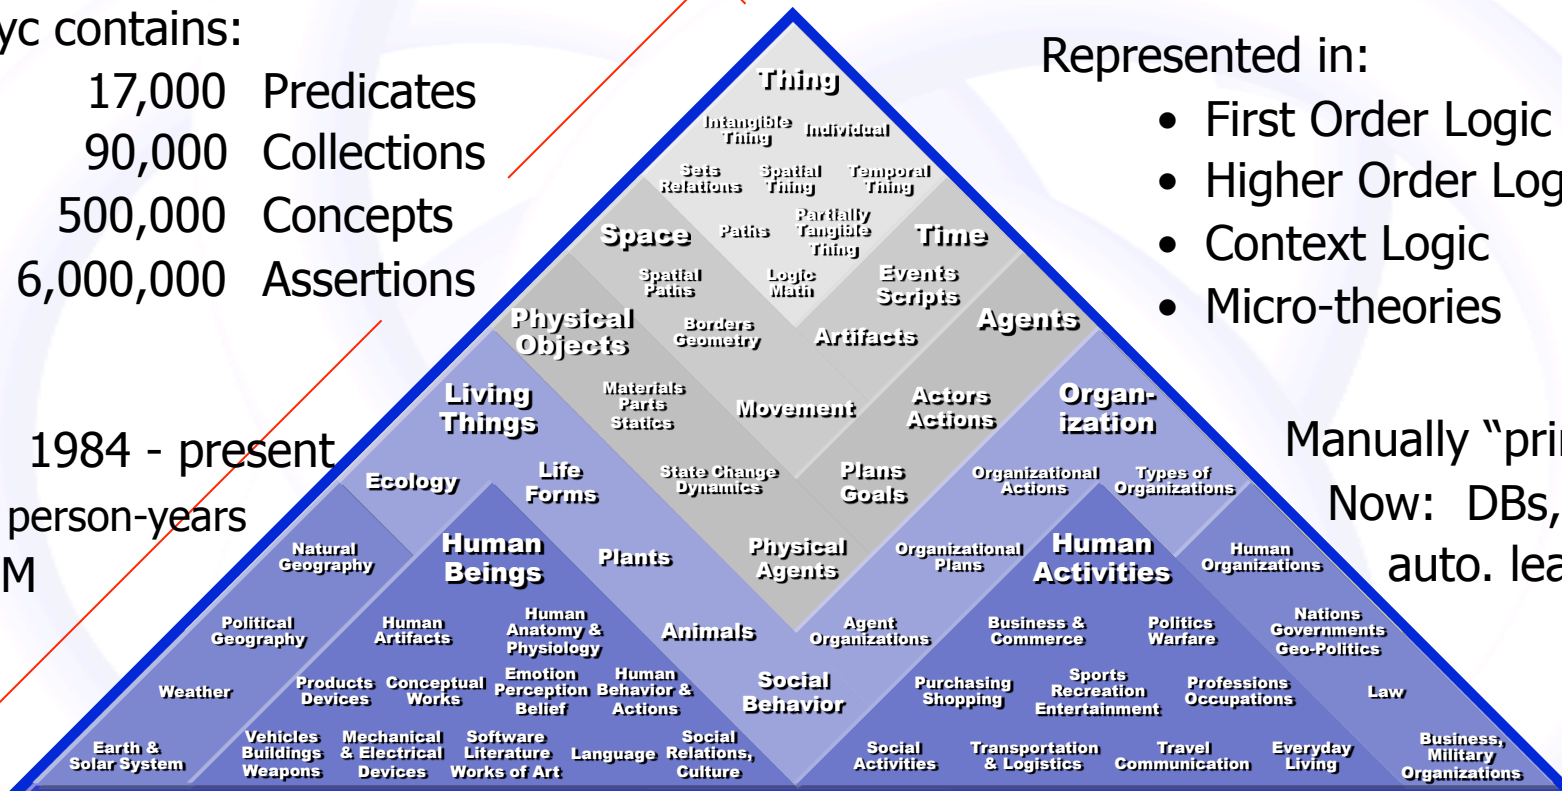 yc contains:
17,000 Predicates
90,000 Collections
500,000 Concepts
6,000,000 Assertions
1984 - present
person-years
M
Represented in:
• First Order Logic
• Higher Order Log
• Context Logic
• Micro-theories
Manually “prin
Now: DBs,
auto. lea
Thing
Intangible
Thing
Individual
Sets
Relations
Spatial
Thing
Temporal
Thing
Space
Paths
Partially
Tangible
Thing
Time
Spatial
Paths
Logic
Math
Events
Scripts
Physical
Objects
Borders
Geometry
Artifacts
Agents
Living
Things
Materials
Parts
Statics
Movement
Actors
Actions
Organ-
ization
Ecology
Life
Forms
State Change
Dynamics
Plans
Goals
Organizational
Actions
Types of
Organizations
Natural
Geography
Human
Beings
Plants
Physical
Agents
Organizational
Plans
Human
Activities
Human
Organizations
Political
Geography
Human
Artifacts
Human
Anatomy &
Physiology
Animals
Agent
Organizations
Business &
Commerce
Politics
Warfare
Nations
Governments
Geo-Politics
Weather
Products
Devices
Conceptual
Works
Emotion
Perception
Belief
Human
Behavior &
Actions
Social
Behavior
Purchasing
Shopping
Sports
Recreation
Entertainment
Professions
Occupations
Law
Earth &
Solar System
Vehicles
Buildings
Weapons
Mechanical
& Electrical
Devices
Software
Literature
Works of Art
Language
Social
Relations,
Culture
Social
Activities
Transportation
& Logistics
Travel
Communication
Everyday
Living
Business,
Military
Organizations